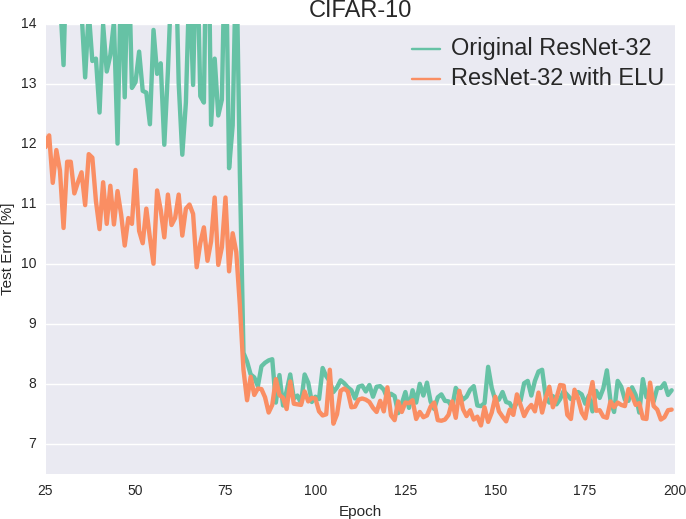 CIFAR-10
Original ResNet-32
ResNet-32 with ELU
Test Error [%]
14
13
12
11
10
9
8
7
25 50 75 100 125 150 175 200
Epoch